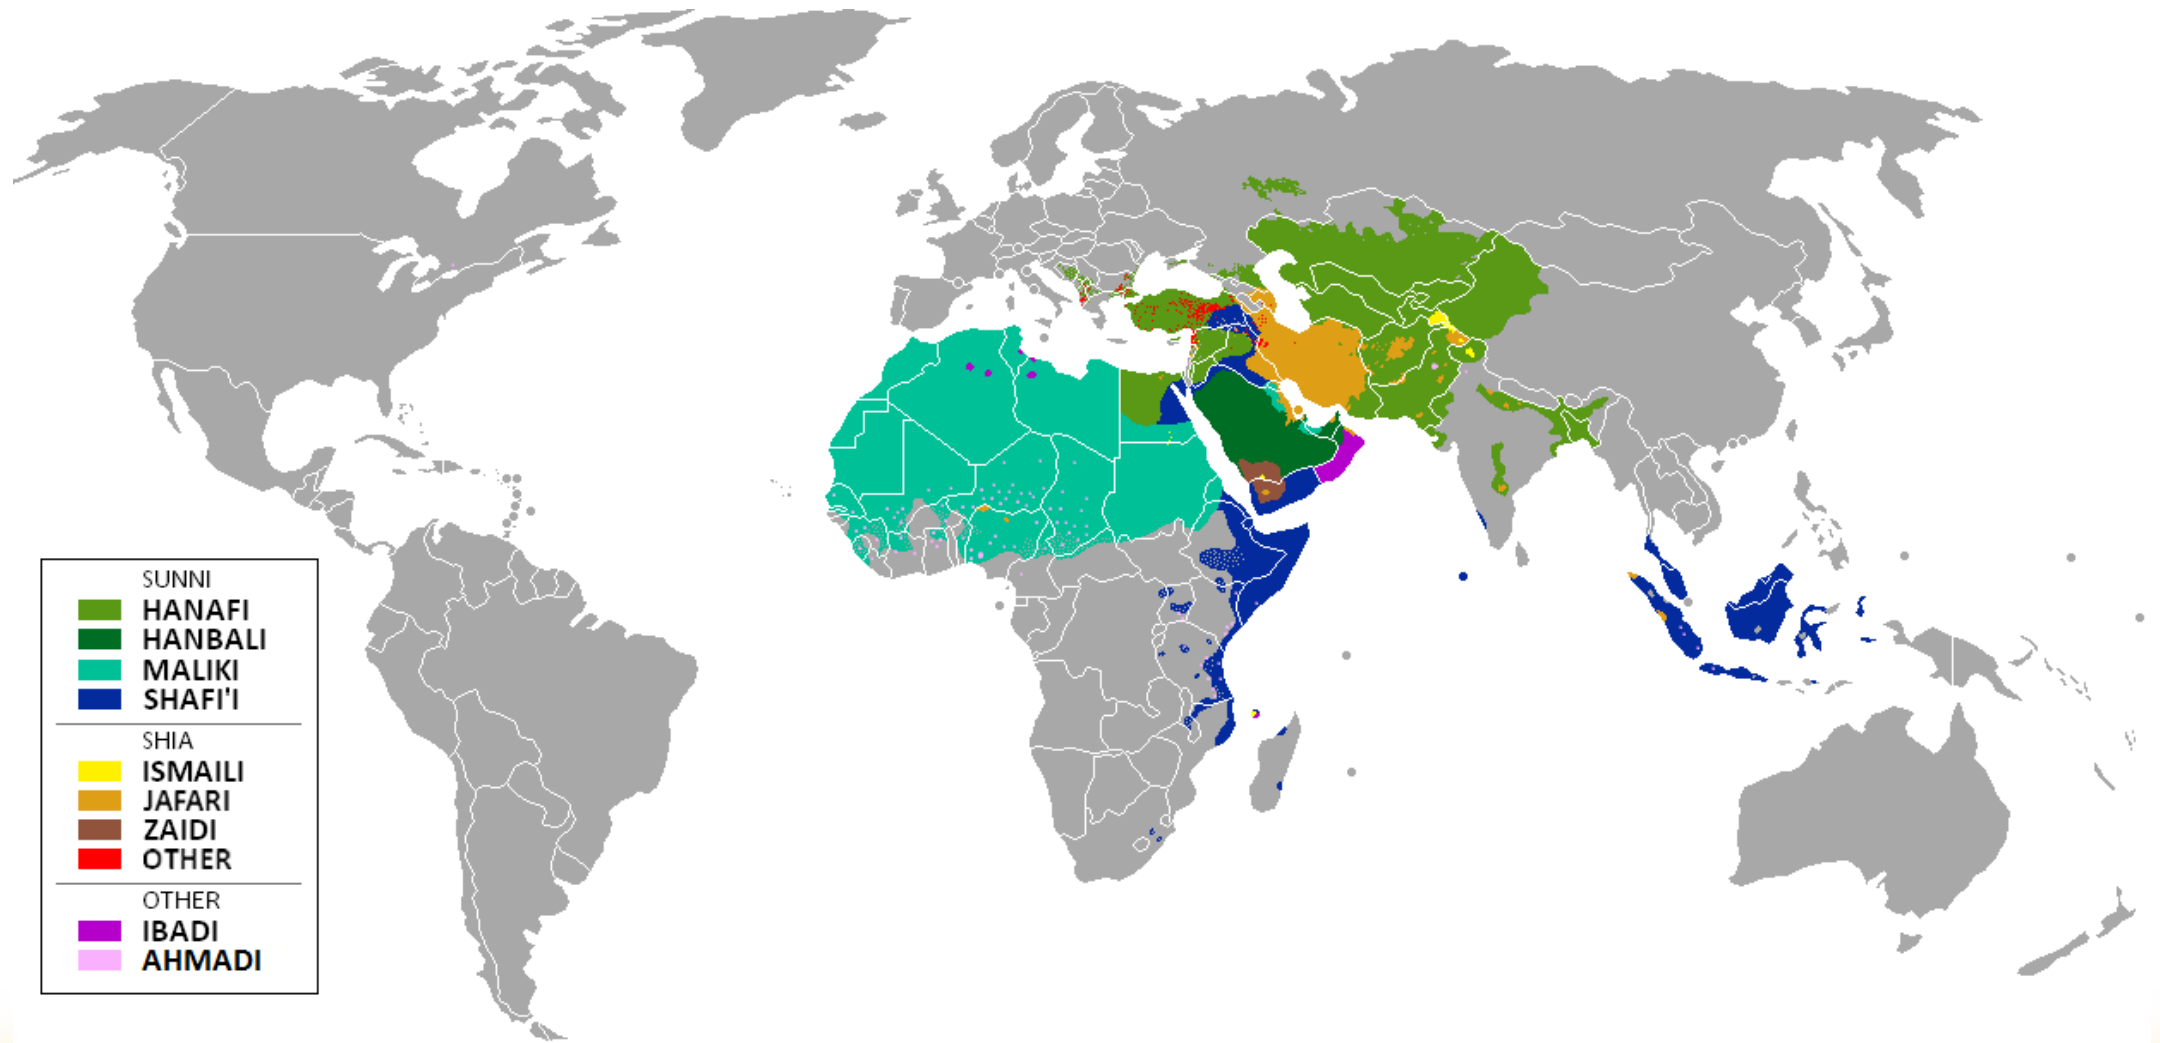 SUNNI
HANAFI
HANBALI
MALIKI
SHAFI'I
SHIA
ISMAILI
JAFARI
ZAIDI
OTHER
OTHER
IBADI
AHMADI